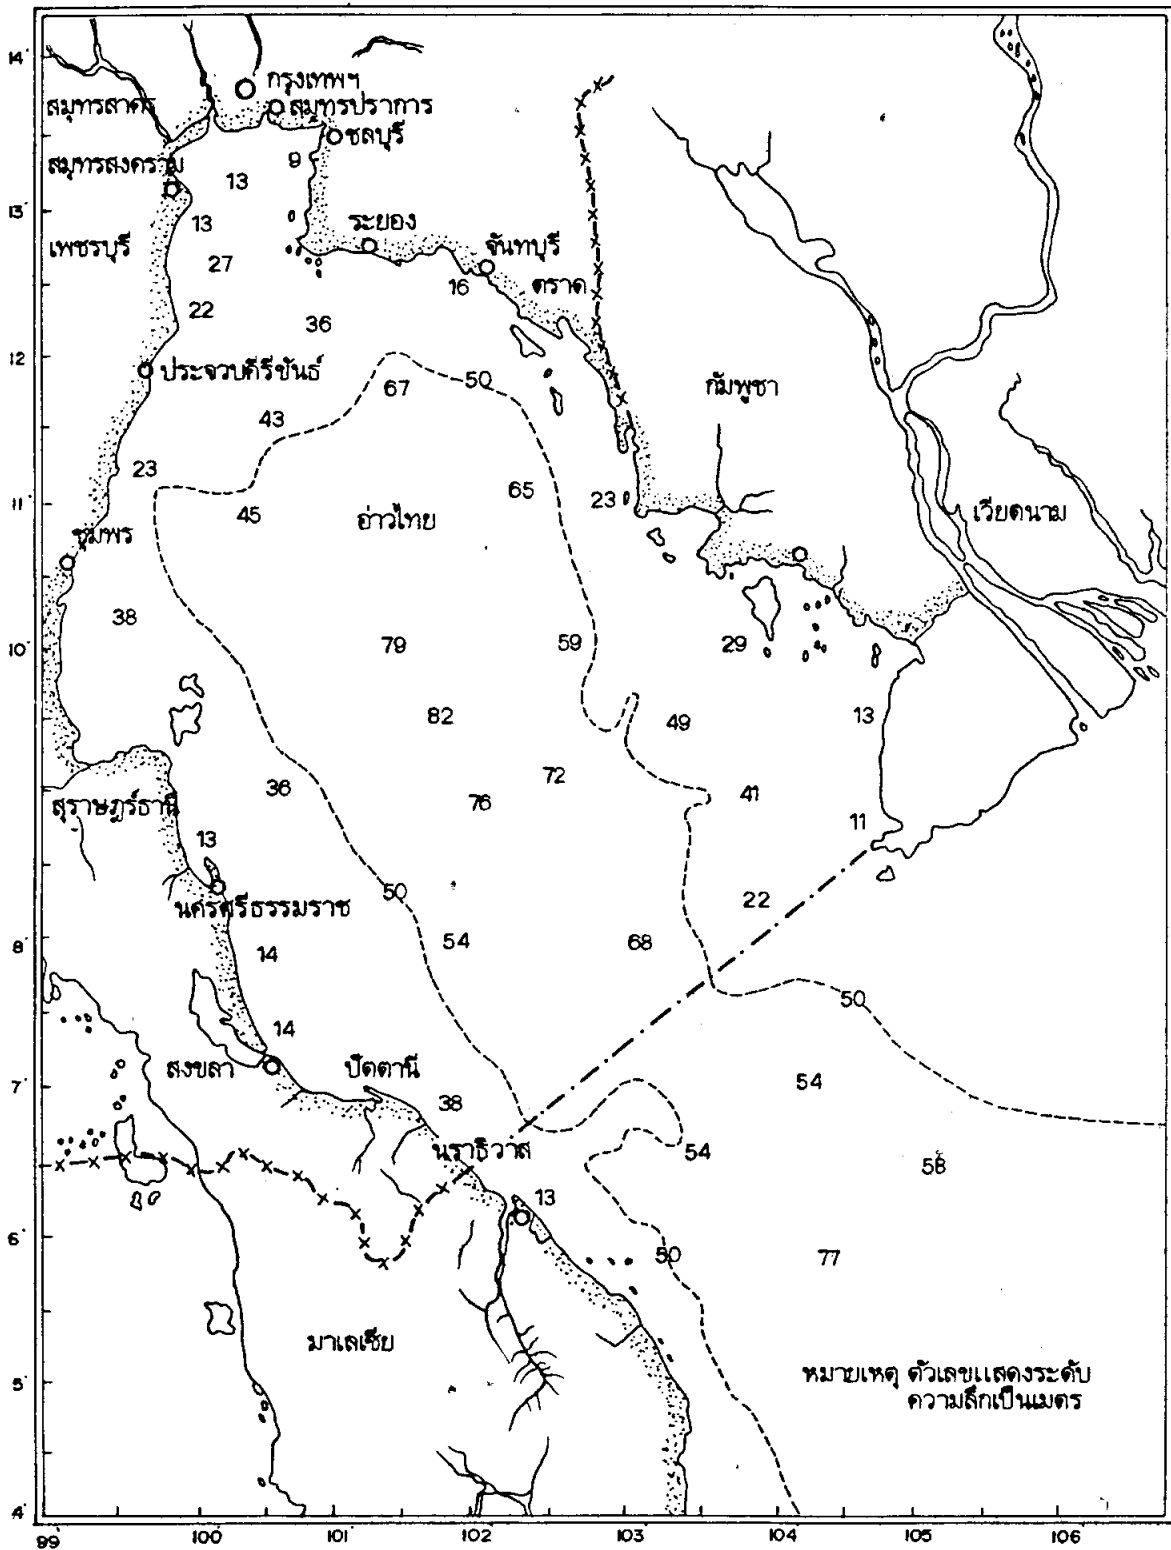 14°
กรุงเทพฯ
สมุทรสาคร
สมุทรปราการ
ชลบุรี
สมุทรสงคราม
9
13
13°
เพชรบุรี
13
ระยอง
จันทบุรี
27
16
ตราด
22
36
12°
ประจวบคีรีขันธ์
67
50
กัมพูชา
43
23
65
23
11°
45
อ่าวไทย
เวียดนาม
ชุมพร
38
10°
79
59
29
82
49
13
72
36
76
41
สุราษฎร์ธานี
13
11
50
22
นครศรีธรรมราช
8°
14
54
68
50
14
สงขลา
ปัตตานี
7°
38
54
นราธิวาส
54
58
13
6°
50
77
มาเลเซีย
5°
หมายเหตุ ตัวเลขแสดงระดับ
ความลึกเป็นเมตร
4°
99° 100 101 102 103 104 105 106